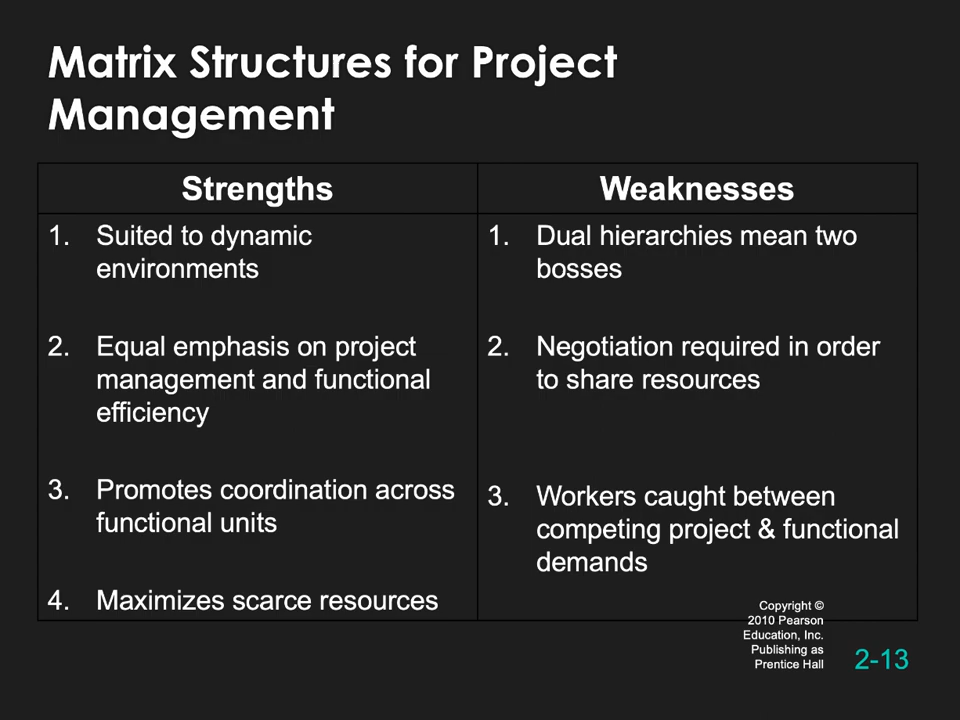 Matrix Structures for Project
Management
Strengths
1. Suited to dynamic
environments
2. Equal emphasis on project
management and functional
efficiency
3. Promotes coordination across
functional units
4. Maximizes scarce resources
Weaknesses
1. Dual hierarchies mean two
bosses
2. Negotiation required in order
to share resources
3. Workers caught between
competing project & functional
demands
Copyright ©
2010 Pearson
Education, Inc.
Publishing as
Prentice Hall
2-13